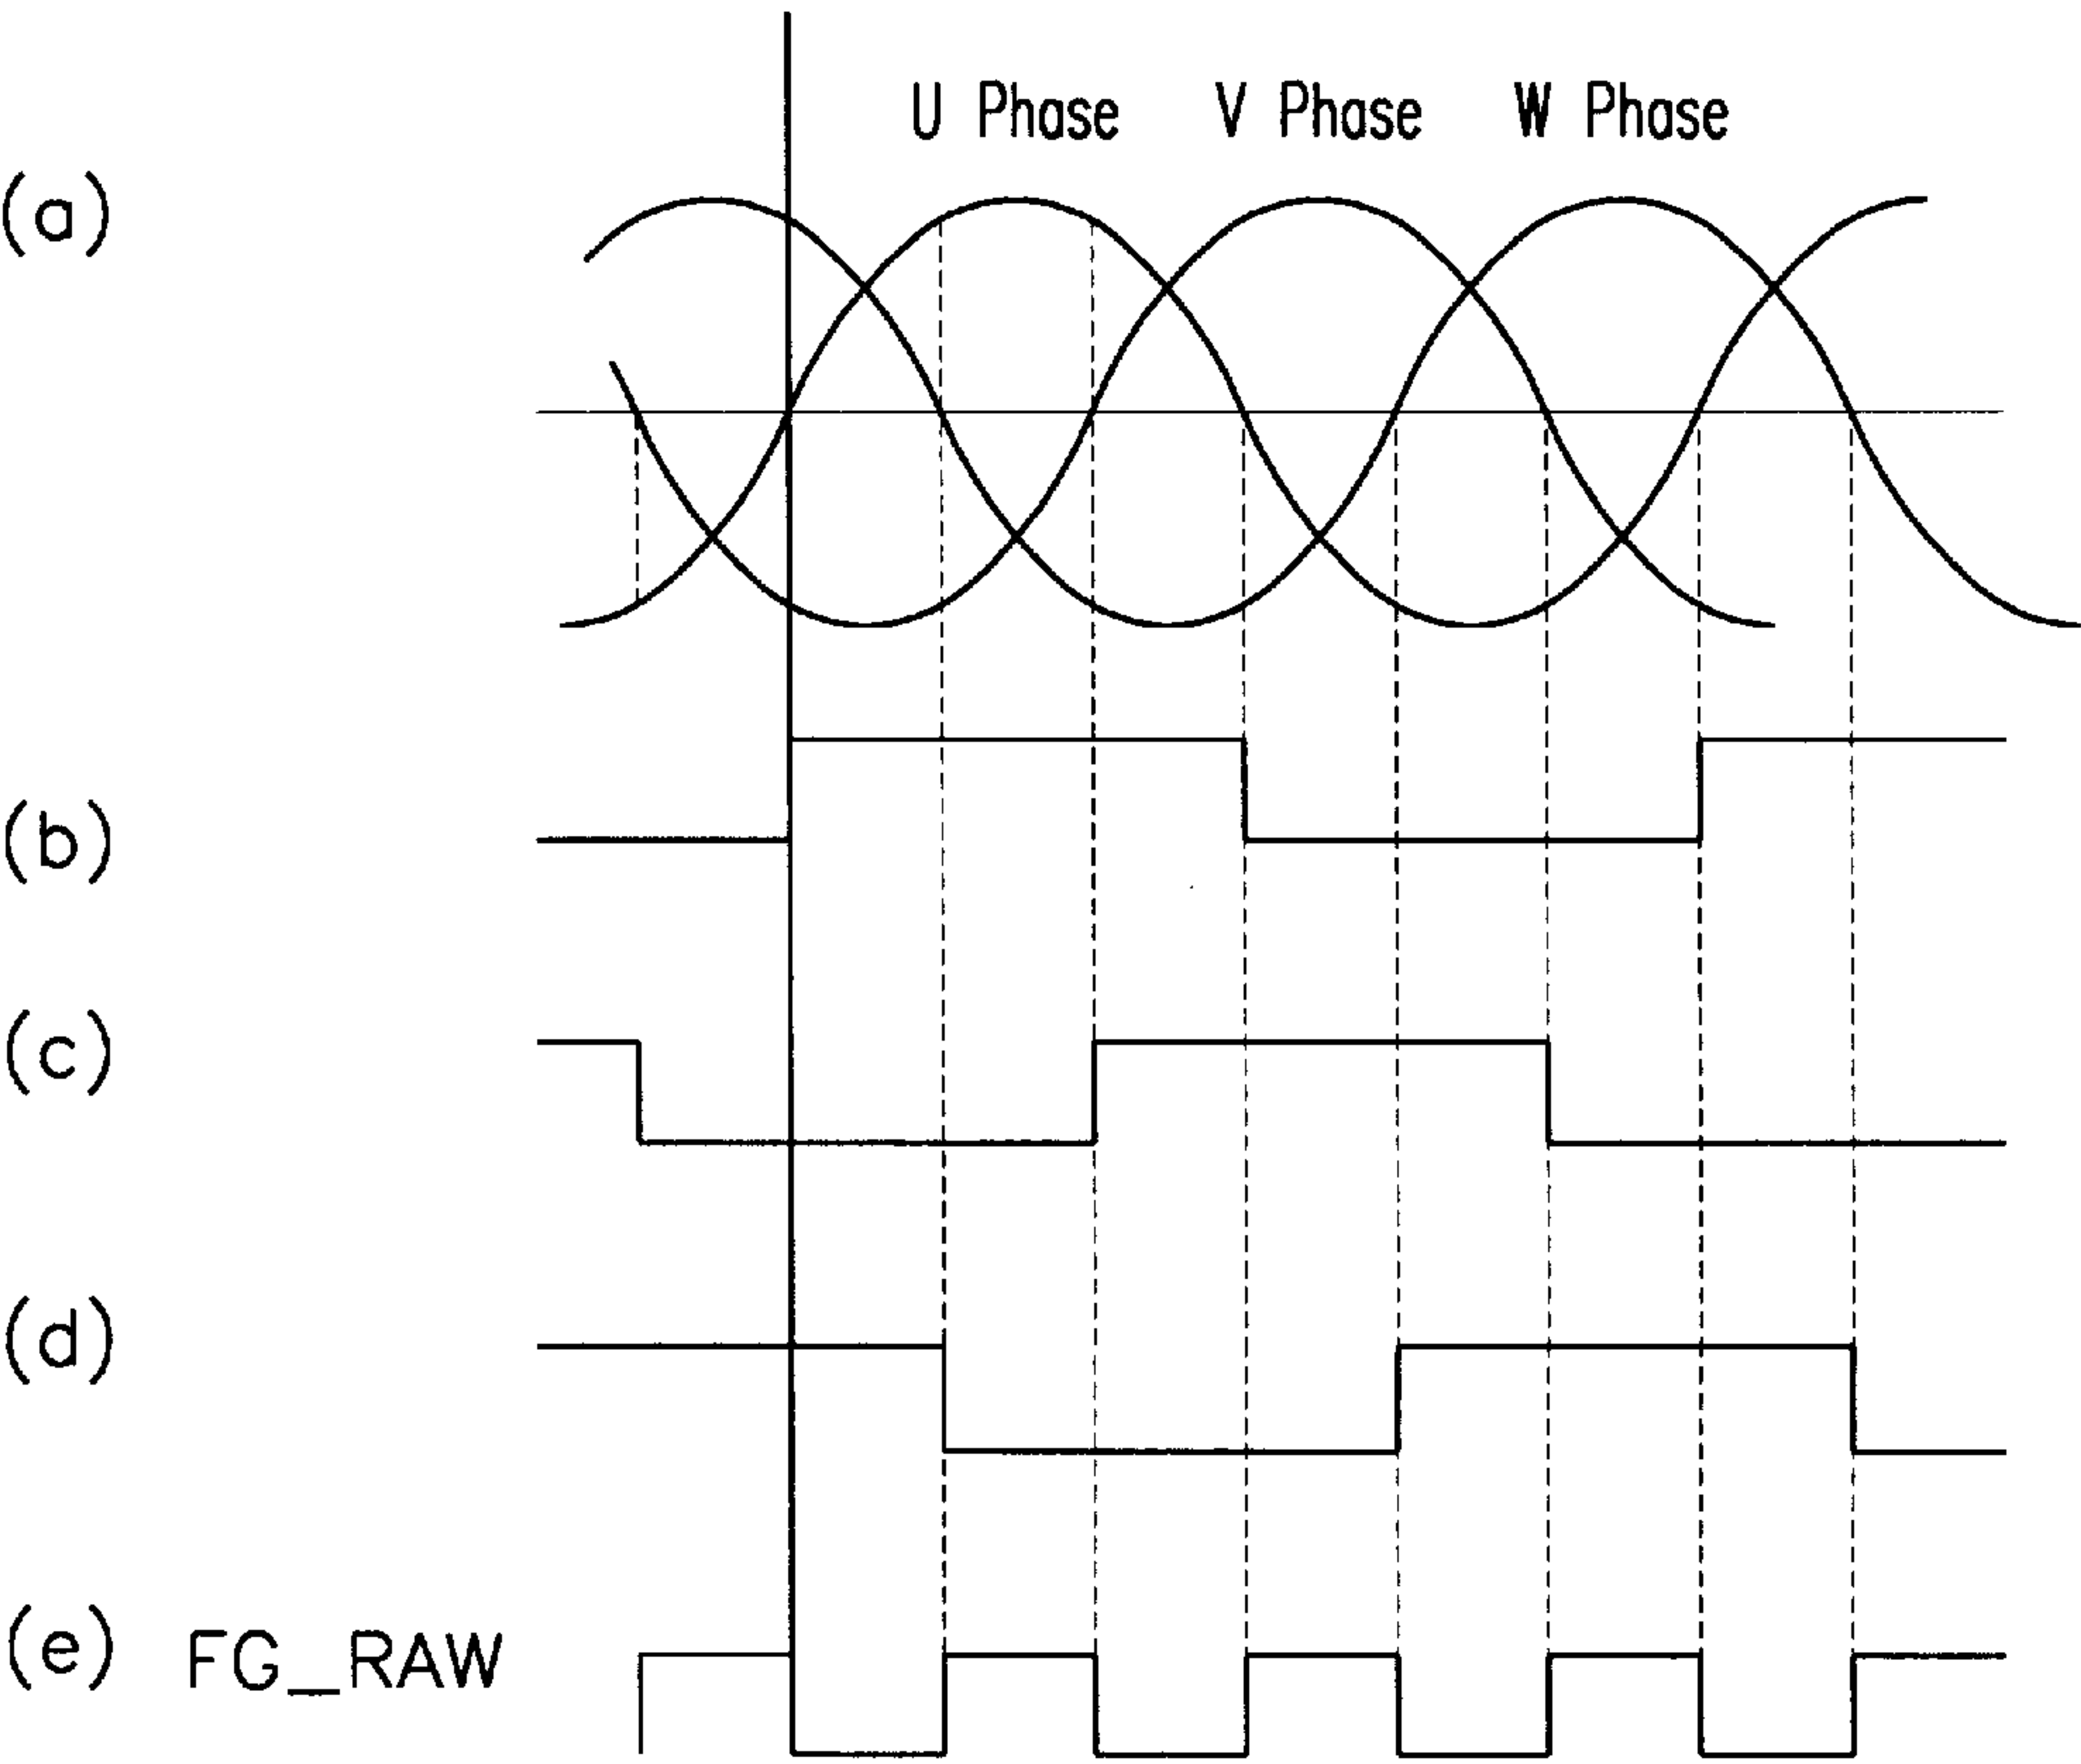 U Phase V Phase W Phase
(a)
(b)
(c)
(d)
(e) FG_RAW